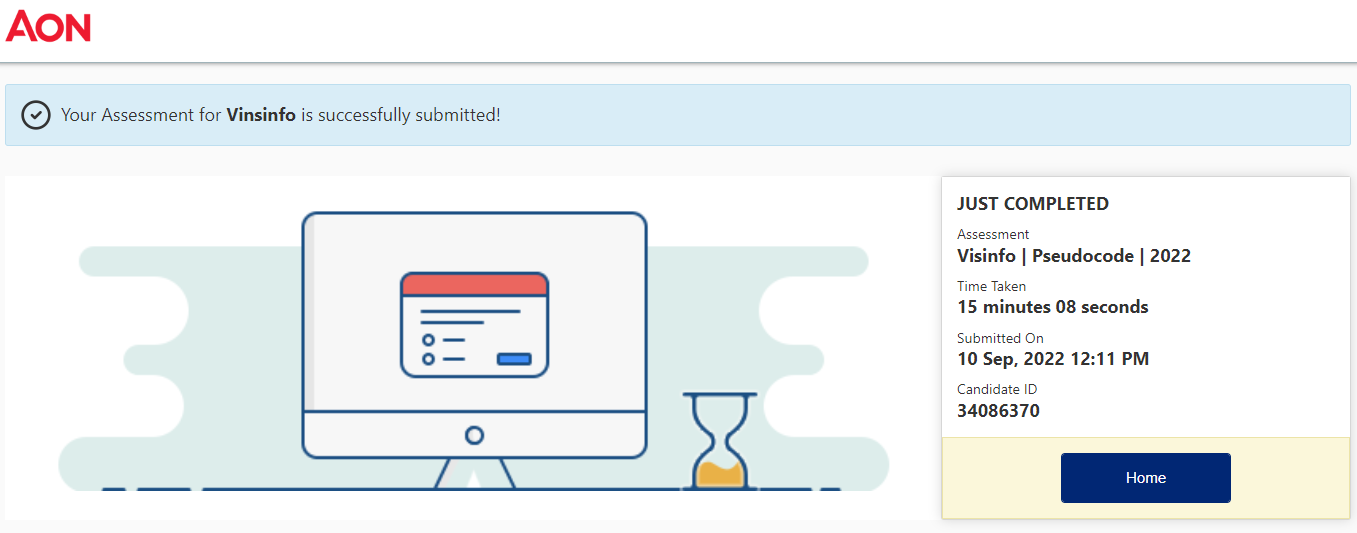 AON
Your Assessment for Vinsinfo is successfully submitted!
JUST COMPLETED
Assessment
Visinfo | Pseudocode | 2022
Time Taken
15 minutes 08 seconds
Submitted On
10 Sep, 2022 12:11 PM
Candidate ID
34086370
Home